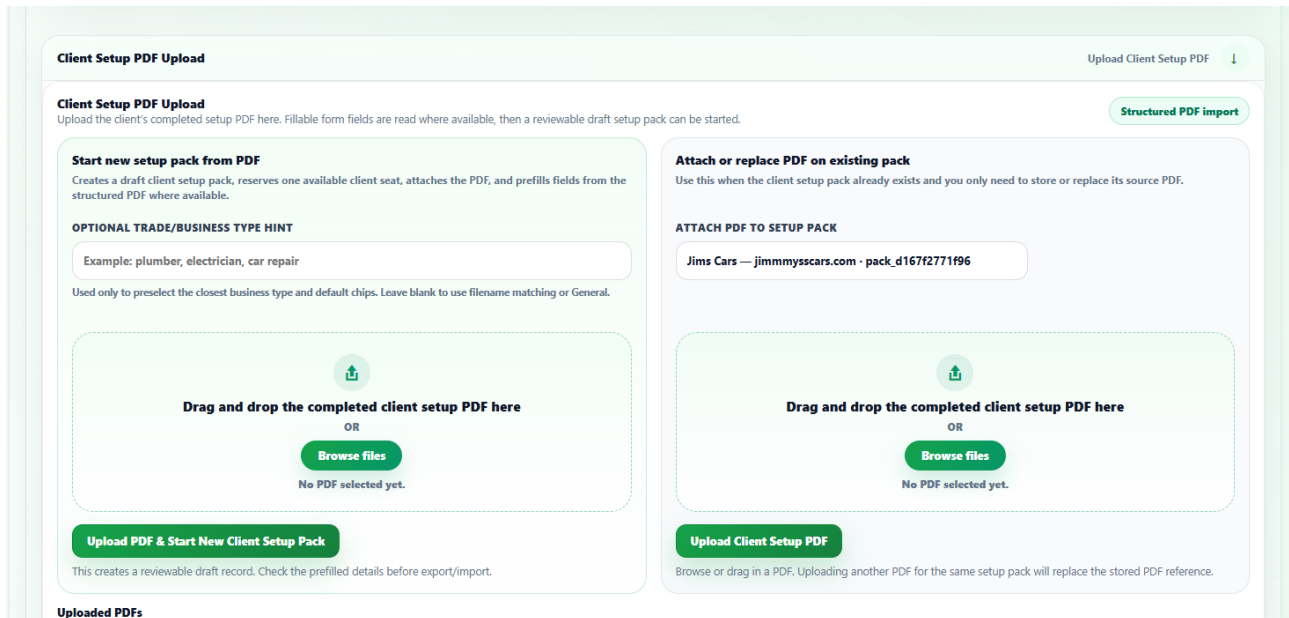 Client Setup PDF Upload
Upload Client Setup PDF ↓
Client Setup PDF Upload
Upload the client's completed setup PDF here. Fillable form fields are read where available, then a reviewable draft setup pack can be started.
Structured PDF import
Start new setup pack from PDF
Creates a draft client setup pack, reserves one available client seat, attaches the PDF, and prefills fields from the
structured PDF where available.
OPTIONAL TRADE/BUSINESS TYPE HINT
Example: plumber, electrician, car repair
Used only to preselect the closest business type and default chips. Leave blank to use filename matching or General.
Drag and drop the completed client setup PDF here
OR
Browse files
No PDF selected yet.
Upload PDF & Start New Client Setup Pack
This creates a reviewable draft record. Check the prefilled details before export/import.
Attach or replace PDF on existing pack
Use this when the client setup pack already exists and you only need to store or replace its source PDF.
ATTACH PDF TO SETUP PACK
Jims Cars — jimmmysscars.com · pack_d167f2771f96
Drag and drop the completed client setup PDF here
OR
Browse files
No PDF selected yet.
Upload Client Setup PDF
Browse or drag in a PDF. Uploading another PDF for the same setup pack will replace the stored PDF reference.
Uploaded PDFs